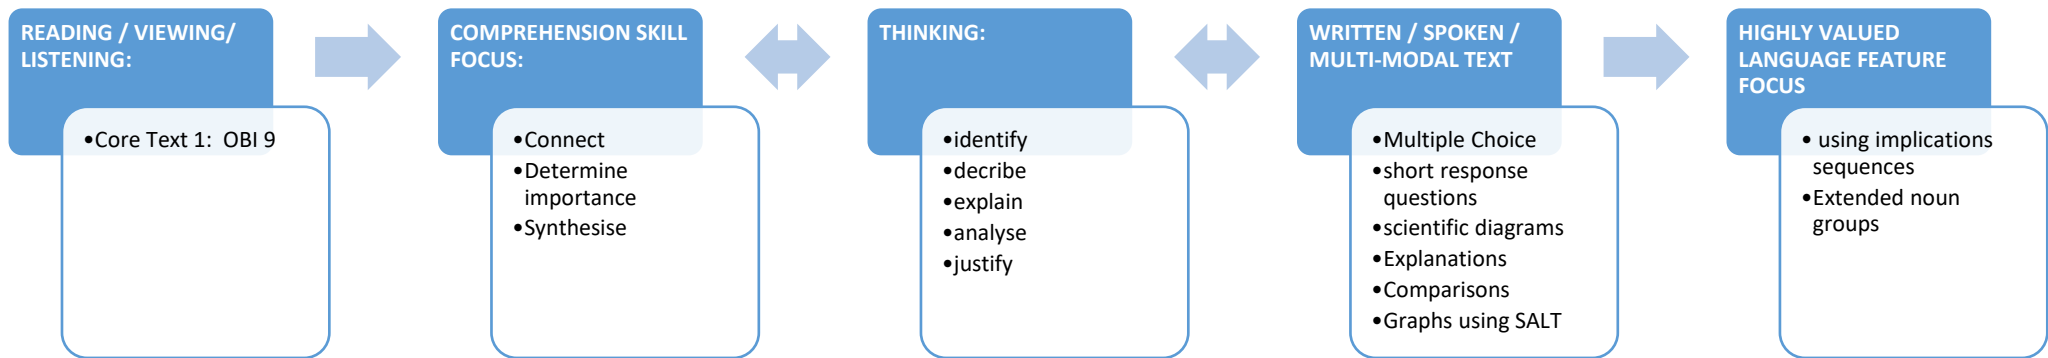 READING / VIEWING/
LISTENING:
•Core Text 1: OBI 9
COMPREHENSION SKILL
FOCUS:
•Connect
•Determine
importance
•Synthesise
THINKING:
•identify
•decribe
•explain
•analyse
•justify
WRITTEN / SPOKEN /
MULTI-MODAL TEXT
•Multiple Choice
•short response
questions
•scientific diagrams
•Explanations
•Comparisons
•Graphs using SALT
HIGHLY VALUED
LANGUAGE FEATURE
FOCUS
• using implications
sequences
•Extended noun
groups